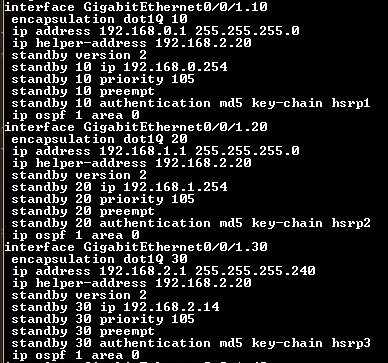 interface GigabitEthernet0/0/1.10
encapsulation dot1Q 10
ip address 192.168.0.1 255.255.255.0
ip helper-address 192.168.2.20
standby version 2
standby 10 ip 192.168.0.254
standby 10 priority 105
standby 10 preempt
standby 10 authentication md5 key-chain hsrp1
ip ospf 1 area 0
interface GigabitEthernet0/0/1.20
encapsulation dot1Q 20
ip address 192.168.1.1 255.255.255.0
ip helper-address 192.168.2.20
standby version 2
standby 20 ip 192.168.1.254
standby 20 priority 105
standby 20 preempt
standby 20 authentication md5 key-chain hsrp2
ip ospf 1 area 0
interface GigabitEthernet0/0/1.30
encapsulation dot1Q 30
ip address 192.168.2.1 255.255.255.240
ip helper-address 192.168.2.20
standby version 2
standby 30 ip 192.168.2.14
standby 30 priority 105
standby 30 preempt
standby 30 authentication md5 key-chain hsrp3
ip ospf 1 area 0